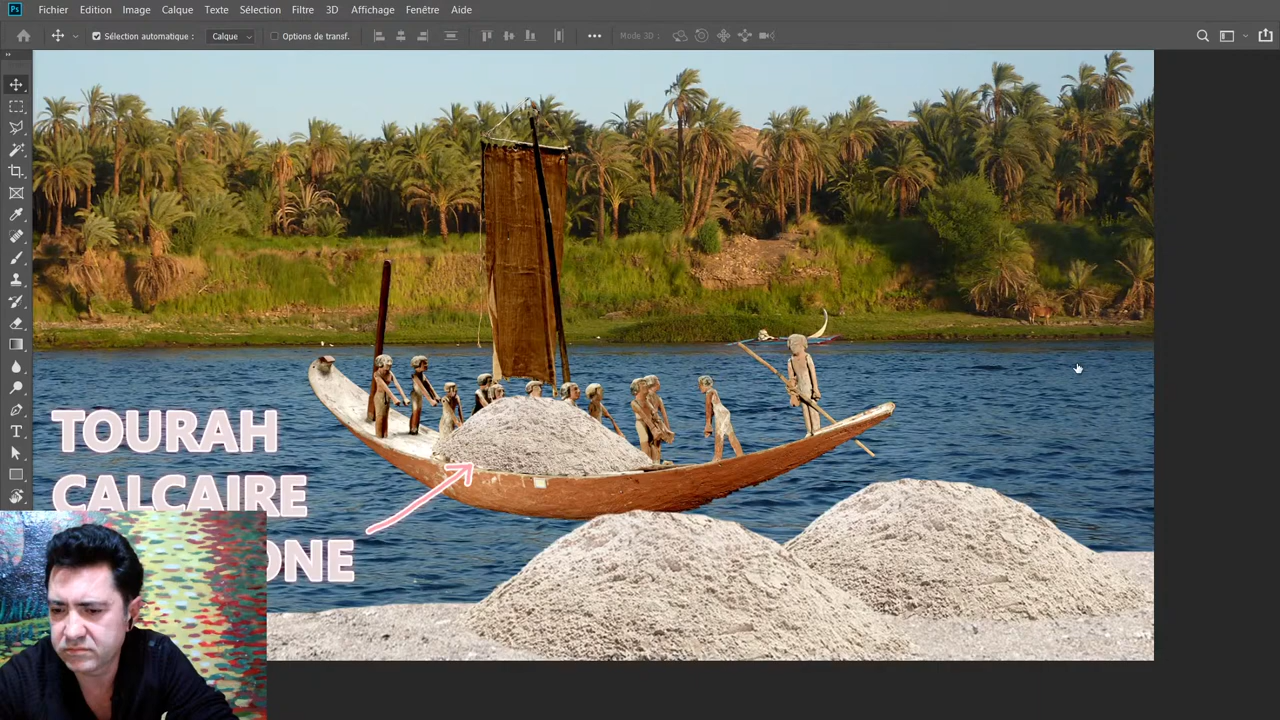 Ps Fichier Edition Image Calque Texte Sélection Filtre 3D Affichage Fenêtre Aide
Sélection automatique : Calque Options de transf. Mode 3D :
TOURAH
CALCAIRE
ONE